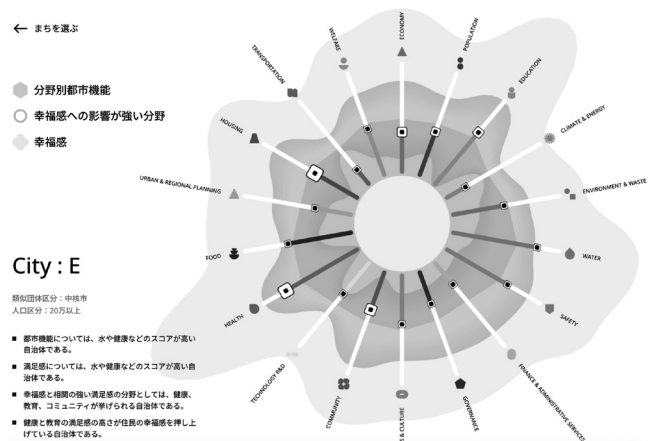 ← まちを選ぶ
分野別都市機能
幸福感への影響が強い分野
幸福感
City : E
類似団体区分：中核市
人口区分：20万以上
■ 都市機能については、水や健康などのスコアが高い
自治体である。
■ 満足感については、水や健康などのスコアが高い自
治体である。
■ 幸福感と相関の強い満足感の分野としては、健康、
教育、コミュニティが挙げられる自治体である。
■ 健康と教育の満足感の高さが住民の幸福感を押し上
げている自治体である。
ECONOMY
POPULATION
EDUCATION
CLIMATE & ENERGY
ENVIRONMENT & WASTE
WATER
SAFETY
FINANCE & ADMINISTRATIVE SERVICES
GOVERNANCE
S & CULTURE
COMMUNITY
TECHNOLOGY R&D
HEALTH
FOOD
URBAN & REGIONAL PLANNING
HOUSING
TRANSPORTATION
WELFARE